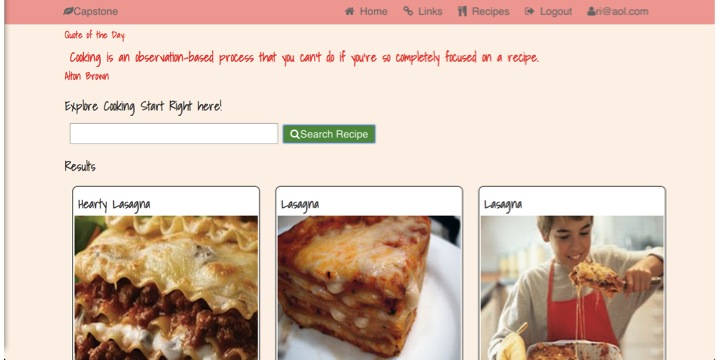 Capstone
Home Links Recipes Logout ri@aol.com
Quote of the Day:
Cooking is an observation-based process that you can't do if you're so completely focused on a recipe.
Alton Brown
Explore Cooking Start Right here!
Search Recipe
Results
Hearty Lasagna
Lasagna
Lasagna